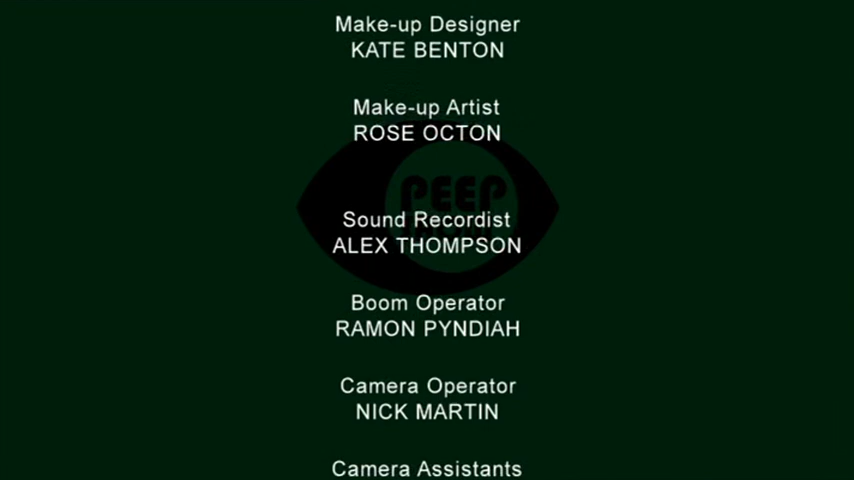 Make-up Designer
KATE BENTON
Make-up Artist
ROSE OCTON
PEEP
Sound Recordist
ALEX THOMPSON
Boom Operator
RAMON PYNDIAH
Camera Operator
NICK MARTIN
Camera Assistants